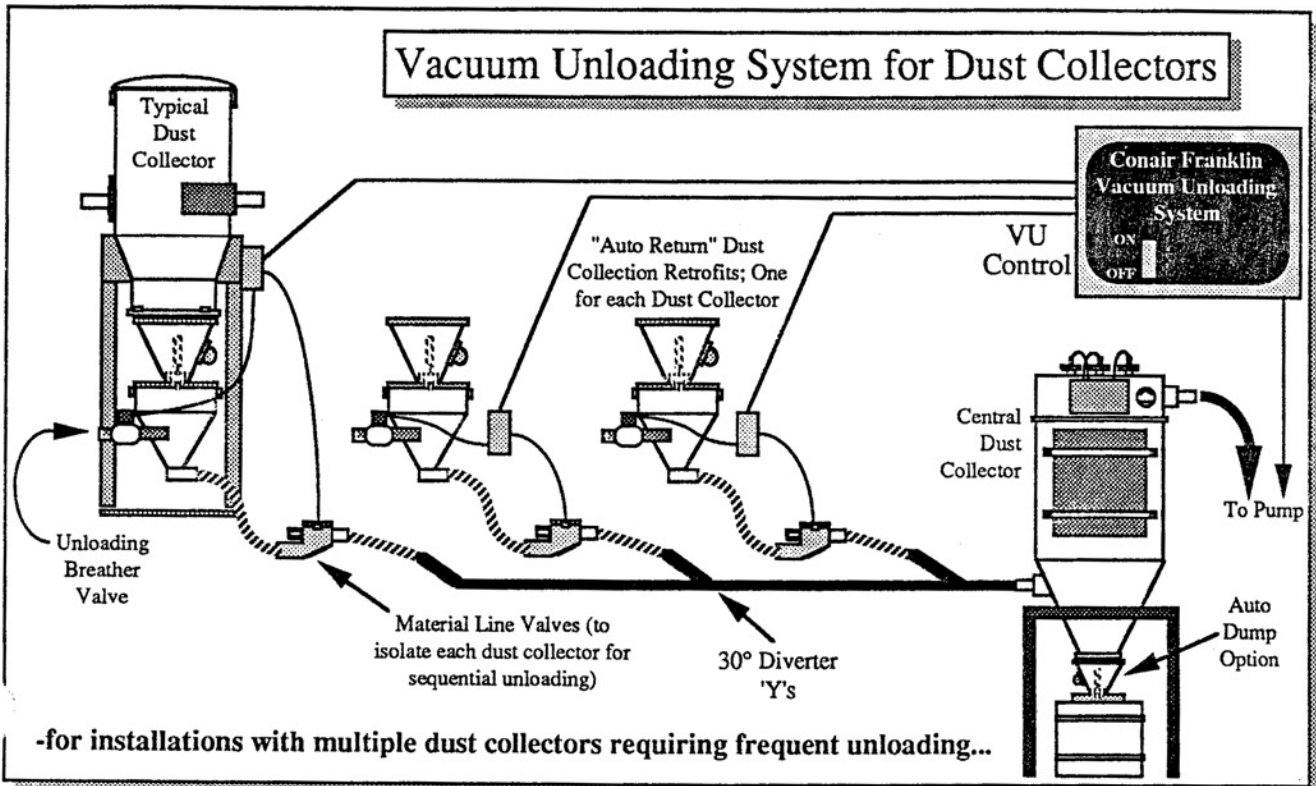 Vacuum Unloading System for Dust Collectors
Typical
Dust
Collector
Conair Franklin
Vacuum Unloading
System
ON
OFF
VU
Control
"Auto Return" Dust
Collection Retrofits; One
for each Dust Collector
Central
Dust
Collector
To Pump
Unloading
Breather
Valve
Material Line Valves (to
isolate each dust collector for
sequential unloading)
30° Diverter
'Y's
Auto
Dump
Option
-for installations with multiple dust collectors requiring frequent unloading...